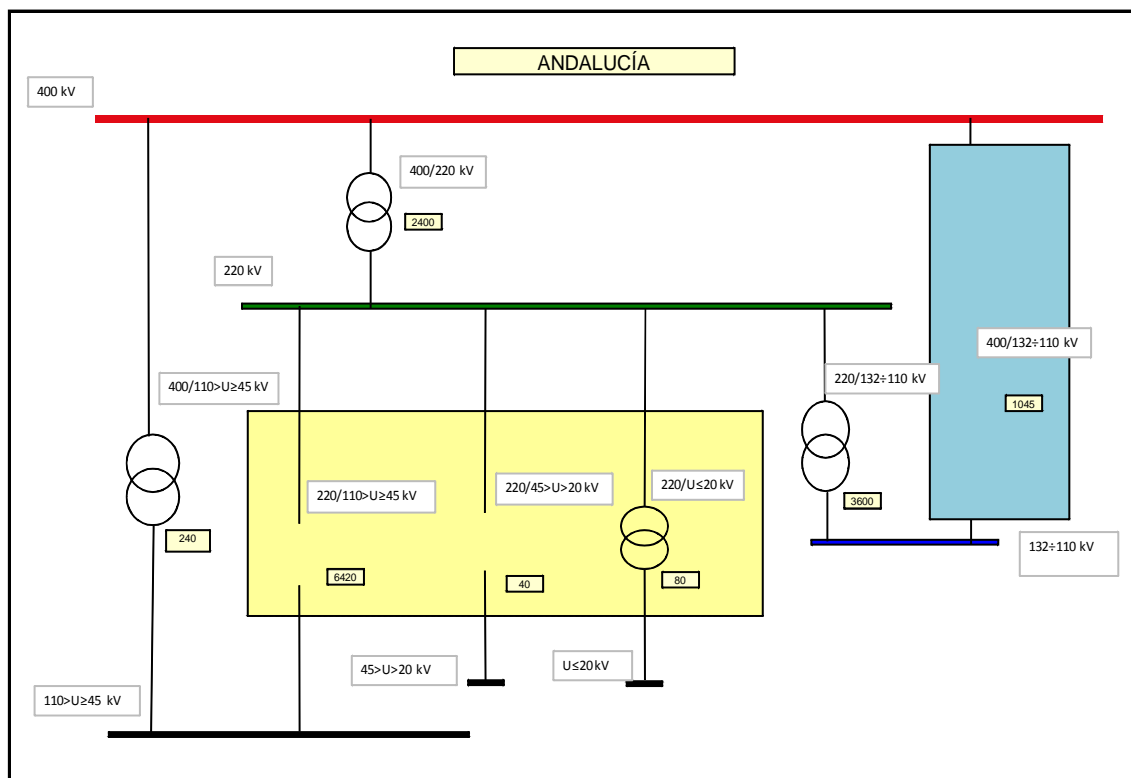 ANDALUCÍA
400 kV
400/220 kV
2400
220 kV
400/132÷110 kV
220/132÷110 kV
400/110>U≥45 kV
1045
220/110>U≥45 kV
220/45>U>20 kV
220/U≤20 kV
3600
240
132÷110 kV
6420
40
80
45>U>20 kV
U≤20 kV
110>U≥45 kV